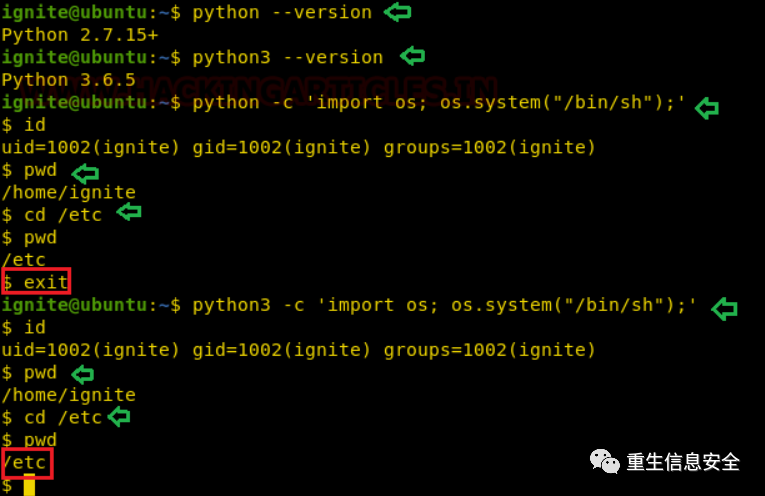 ignite@ubuntu:~$ python --version
Python 2.7.15+
ignite@ubuntu:~$ python3 --version
Python 3.6.5
ignite@ubuntu:~$ python -c 'import os; os.system("/bin/sh");'
$ id
uid=1002(ignite) gid=1002(ignite) groups=1002(ignite)
$ pwd
/home/ignite
$ cd /etc
$ pwd
/etc
$ exit
ignite@ubuntu:~$ python3 -c 'import os; os.system("/bin/sh");'
$ id
uid=1002(ignite) gid=1002(ignite) groups=1002(ignite)
$ pwd
/home/ignite
$ cd /etc
$ pwd
/etc
$
重生信息安全